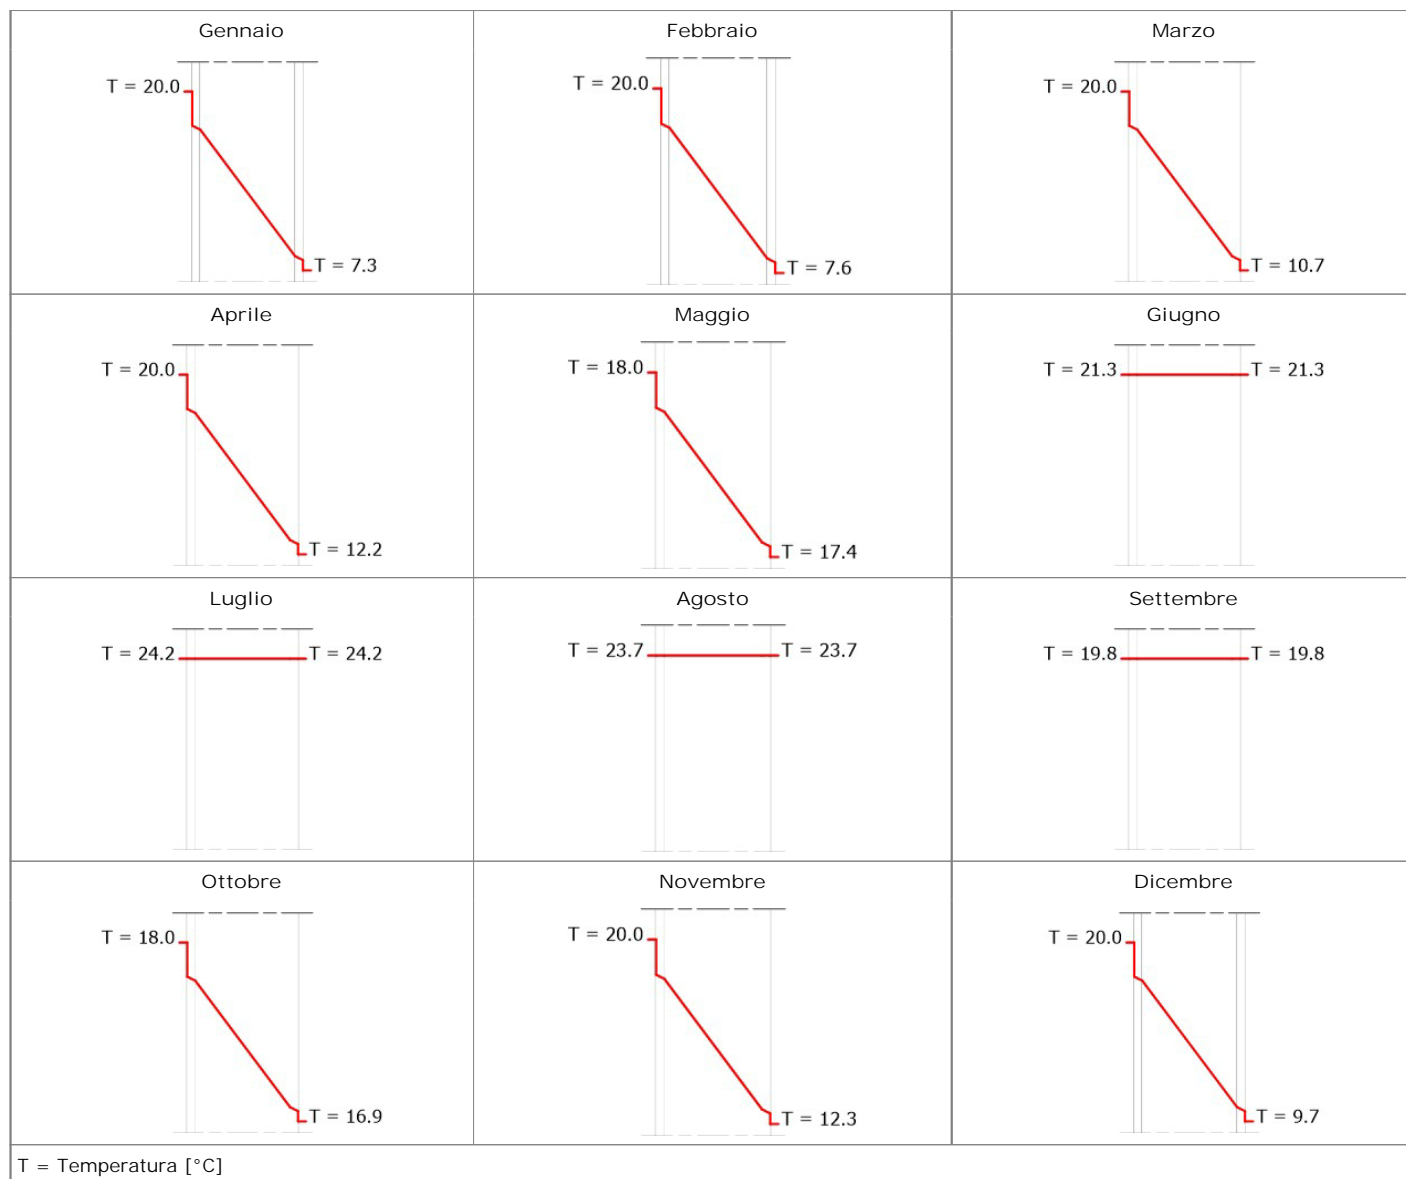 Gennaio
T = 20.0
T = 7.3
Febbraio
T = 20.0
T = 7.6
Marzo
T = 20.0
T = 10.7
Aprile
T = 20.0
T = 12.2
Maggio
T = 18.0
T = 17.4
Giugno
T = 21.3
T = 21.3
Luglio
T = 24.2
T = 24.2
Agosto
T = 23.7
T = 23.7
Settembre
T = 19.8
T = 19.8
Ottobre
T = 18.0
T = 16.9
Novembre
T = 20.0
T = 12.3
Dicembre
T = 20.0
T = 9.7
T = Temperatura [°C]